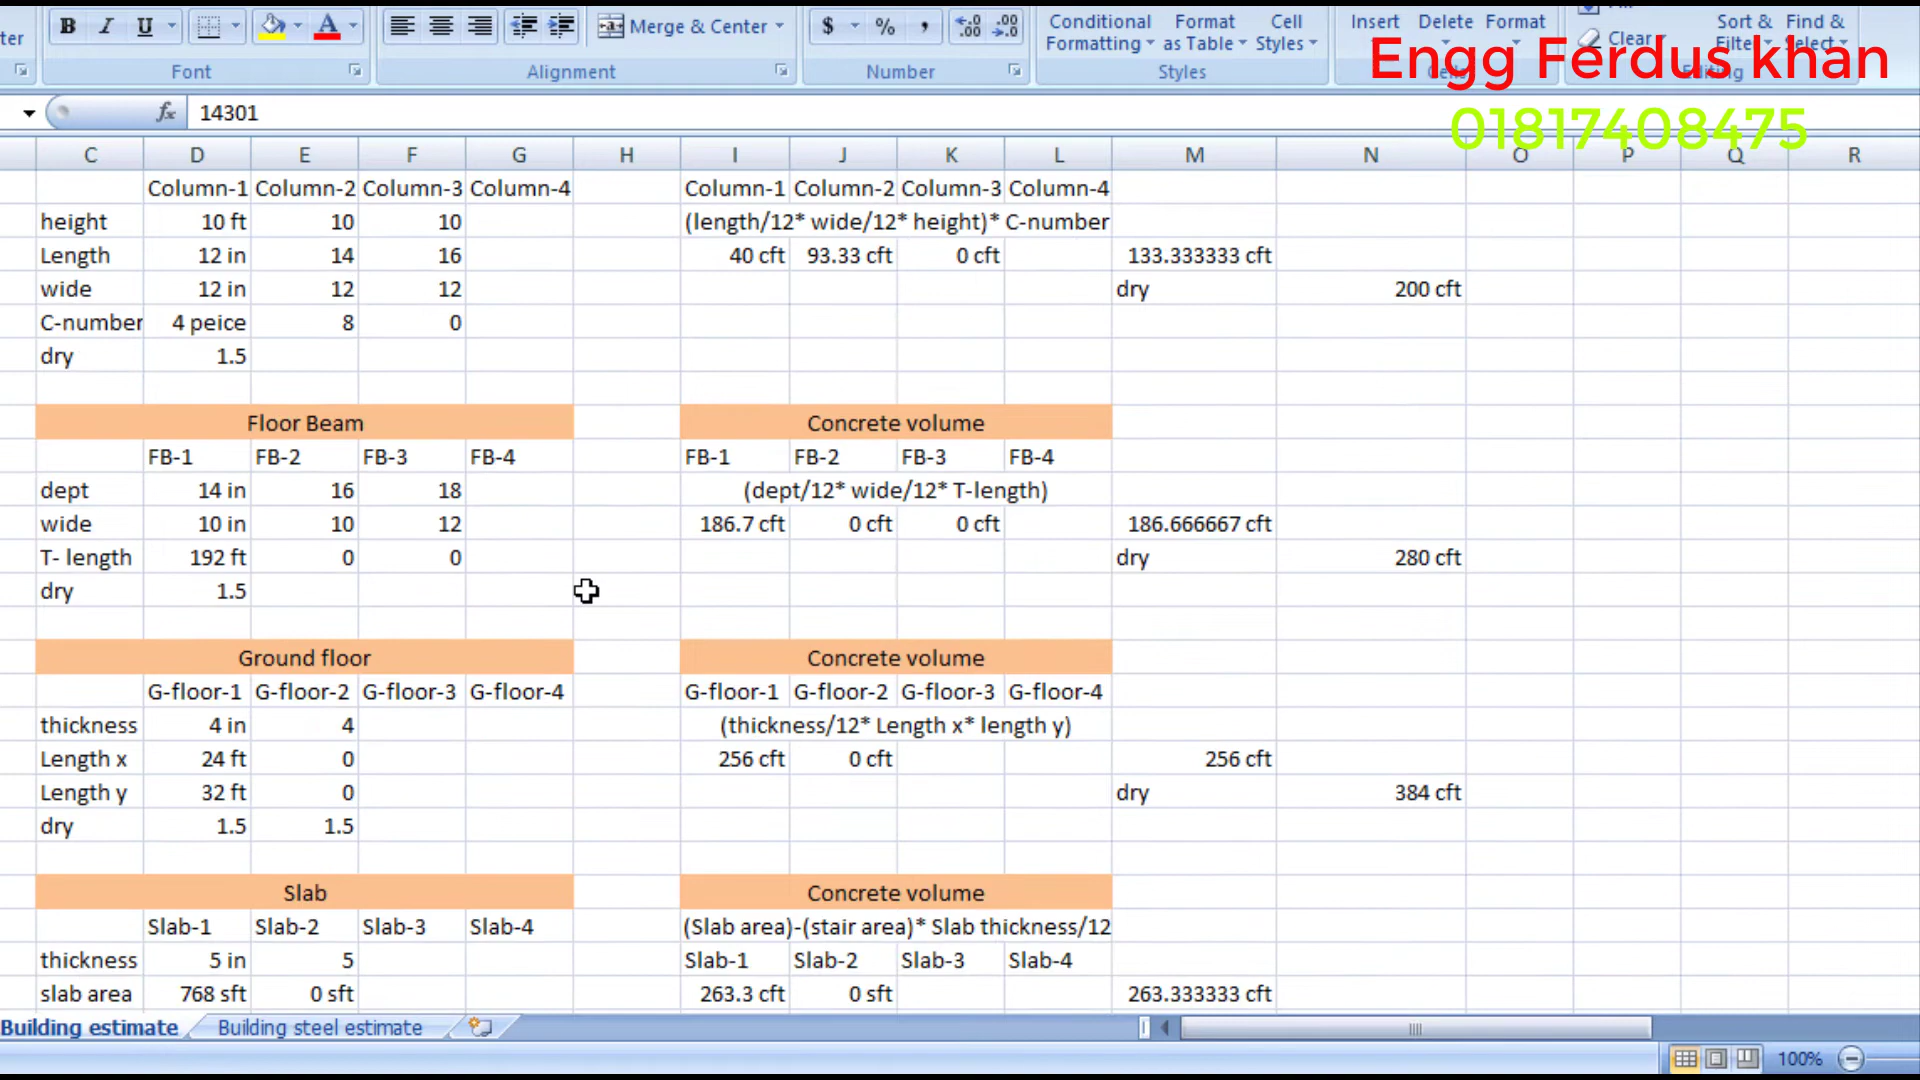 ter B I U A Merge & Center $ % , .00 .00 Conditional Formatting Format as Table Cell Styles Insert Delete Format Clear Sort & Filter Find & Select
Font Alignment Number Styles Cells Editing
Engg Ferdus khan
01817408475
fx 14301
C D E F G H I J K L M N O P Q R
Column-1 Column-2 Column-3 Column-4 Column-1 Column-2 Column-3 Column-4
height 10 ft 10 10 (length/12* wide/12* height)* C-number
Length 12 in 14 16 40 cft 93.33 cft 0 cft 133.333333 cft
wide 12 in 12 12 dry 200 cft
C-number 4 peice 8 0
dry 1.5
Floor Beam Concrete volume
FB-1 FB-2 FB-3 FB-4 FB-1 FB-2 FB-3 FB-4
dept 14 in 16 18 (dept/12* wide/12* T-length)
wide 10 in 10 12 186.7 cft 0 cft 0 cft 186.666667 cft
T- length 192 ft 0 0 dry 280 cft
dry 1.5
Ground floor Concrete volume
G-floor-1 G-floor-2 G-floor-3 G-floor-4 G-floor-1 G-floor-2 G-floor-3 G-floor-4
thickness 4 in 4 (thickness/12* Length x* length y)
Length x 24 ft 0 256 cft 0 cft 256 cft
Length y 32 ft 0 dry 384 cft
dry 1.5 1.5
Slab Concrete volume
Slab-1 Slab-2 Slab-3 Slab-4 (Slab area)-(stair area)* Slab thickness/12
thickness 5 in 5 Slab-1 Slab-2 Slab-3 Slab-4
slab area 768 sft 0 sft 263.3 cft 0 sft 263.333333 cft
Building estimate Building steel estimate
100%